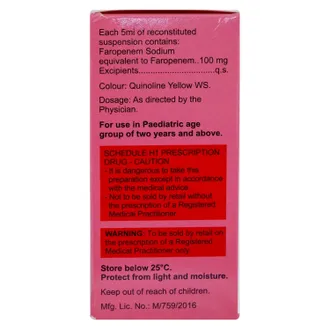 Each 5ml of reconstituted
suspension contains:
Faropenem Sodium
equivalent to Faropenem..100 mg
Excipients........................q.s.
Colour: Quinoline Yellow WS.
Dosage: As directed by the
Physician.
For use in Paediatric age
group of two years and above.
SCHEDULE-H1 PRESCRIPTION
DRUG - CAUTION
- It is dangerous to take the
preparation except in accordance
with the medical advice
- Not to be sold by retail without
the prescription of a Registered
Medical Practitioner.
WARNING: To be sold by retail on
the prescription of a Registered
Medical Practitioner only.
Store below 25°C.
Protect from light and moisture.
Keep out of reach of children.
Mfg. Lic. No.: M/759/2016